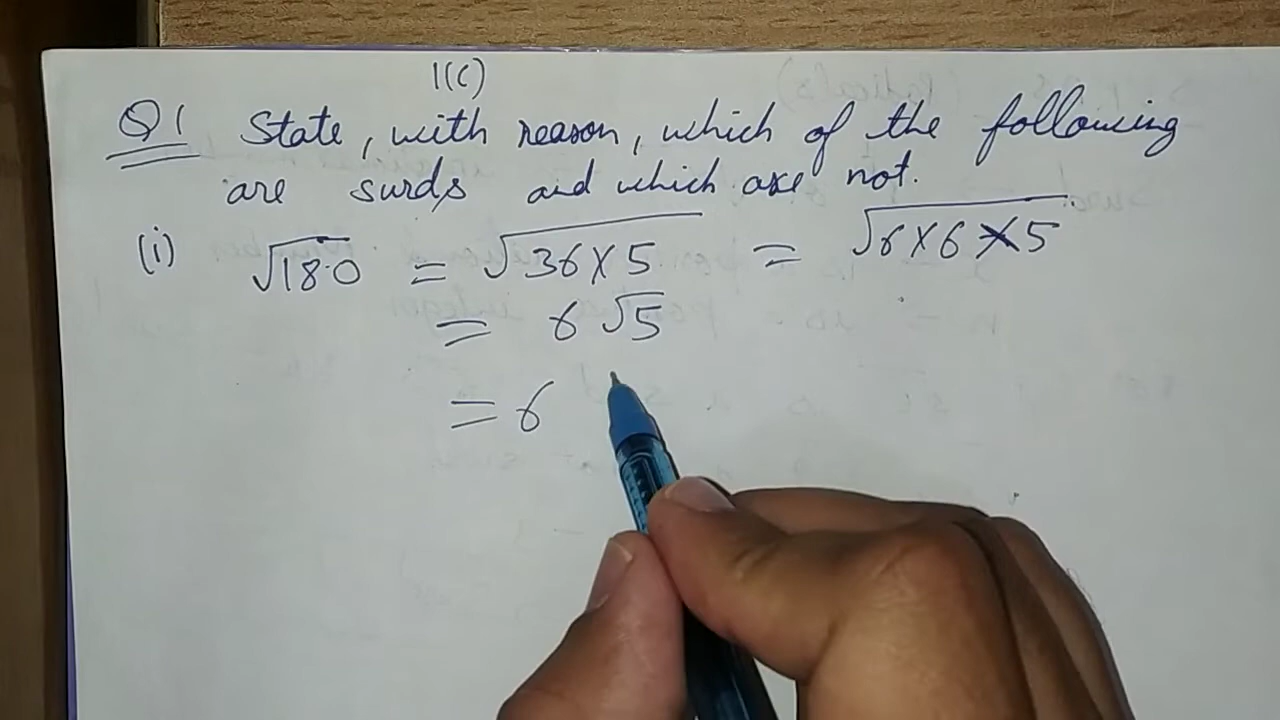 1(C)
Q1 State, with reason, which of the following
are surds and which are not.
(i) √180 = √36×5 = √6×6×5
= 6√5
= 6